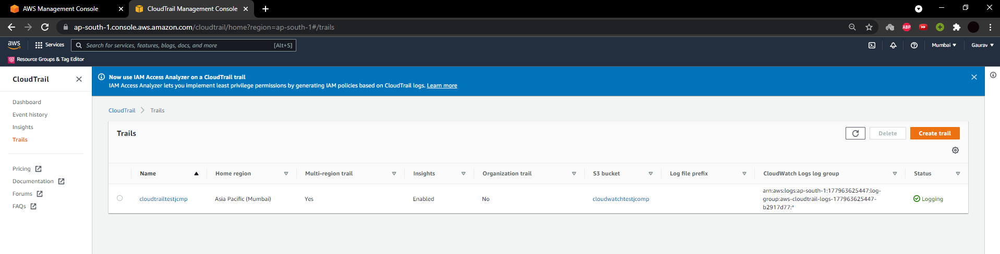 AWS Management Console
CloudTrail Management Console
ap-south-1.console.aws.amazon.com/cloudtrail/home?region=ap-south-1#/trails
ABP
aws
Services
Search for services, features, blogs, docs, and more
[Alt+S]
Mumbai
Gaurav
Resource Groups & Tag Editor
CloudTrail
Now use IAM Access Analyzer on a CloudTrail trail
IAM Access Analyzer lets you implement least privilege permissions by generating IAM policies based on CloudTrail logs. Learn more
Dashboard
Event history
Insights
Trails
Pricing
Documentation
Forums
FAQs
CloudTrail > Trails
Trails
Delete
Create trail
Name
Home region
Multi-region trail
Insights
Organization trail
S3 bucket
Log file prefix
CloudWatch Logs log group
Status
cloudtrailtestjcmp
Asia Pacific (Mumbai)
Yes
Enabled
No
cloudwatchtestjcomp
arn:aws:logs:ap-south-1:177963625447:log-
group:aws-cloudtrail-logs-177963625447-
b2917d77:*
Logging